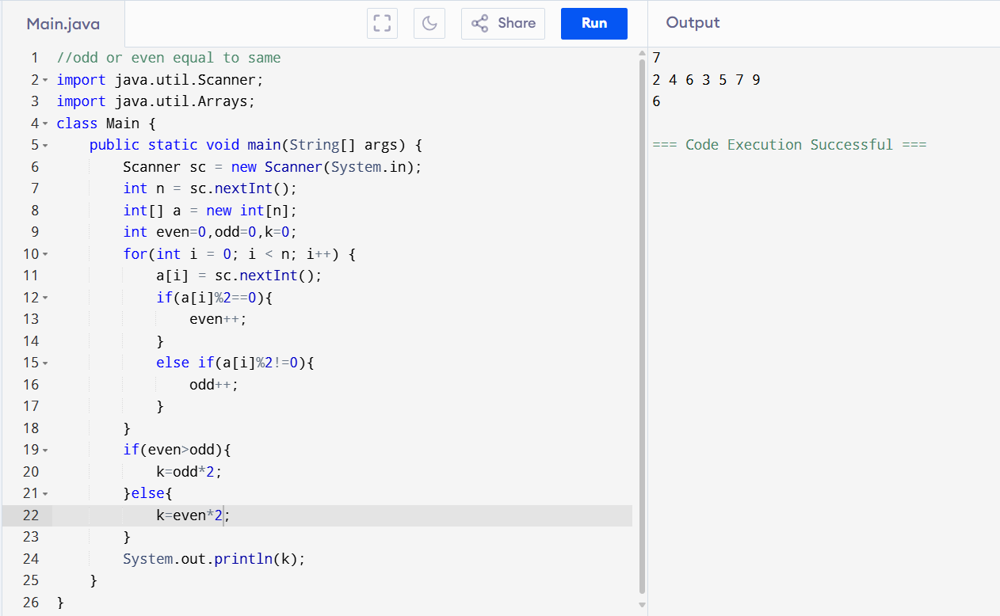 Main.java
Share
Run
Output
1 //odd or even equal to same
2 import java.util.Scanner;
3 import java.util.Arrays;
4 class Main {
5     public static void main(String[] args) {
6         Scanner sc = new Scanner(System.in);
7         int n = sc.nextInt();
8         int[] a = new int[n];
9         int even=0,odd=0,k=0;
10         for(int i = 0; i < n; i++) {
11             a[i] = sc.nextInt();
12             if(a[i]%2==0){
13                 even++;
14             }
15             else if(a[i]%2!=0){
16                 odd++;
17             }
18         }
19         if(even>odd){
20             k=odd*2;
21         }else{
22             k=even*2;
23         }
24         System.out.println(k);
25     }
26 }
7
2 4 6 3 5 7 9
6
=== Code Execution Successful ===